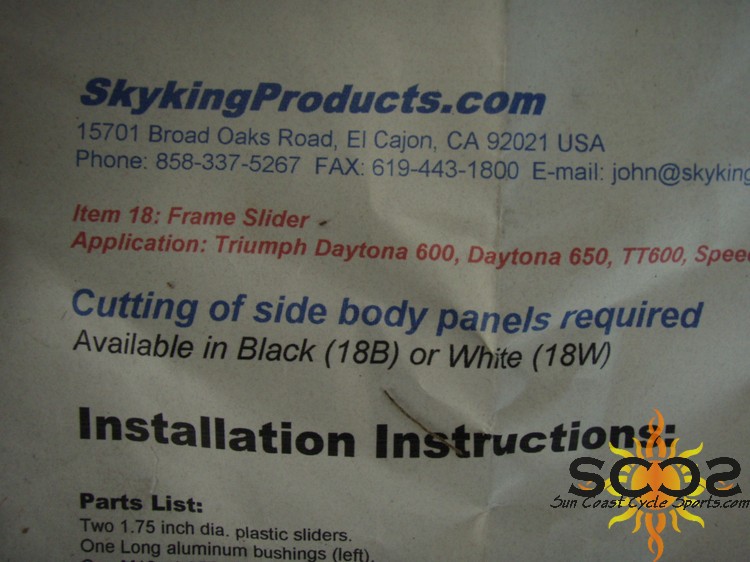 SkykingProducts.com
15701 Broad Oaks Road, El Cajon, CA 92021 USA
Phone: 858-337-5267 FAX: 619-443-1800 E-mail: john@skyking
Item 18: Frame Slider
Application: Triumph Daytona 600, Daytona 650, TT600, Speed
Cutting of side body panels required
Available in Black (18B) or White (18W)
Installation Instructions:
Parts List:
Two 1.75 inch dia. plastic sliders.
One Long aluminum bushings (left).
Sun Coast Cycle Sports.com